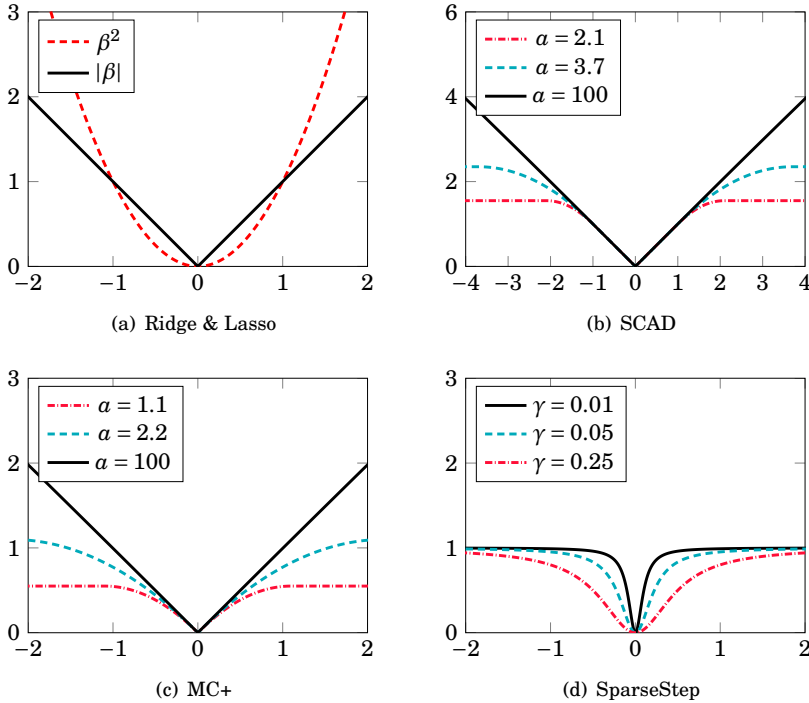 3
2
1
0
−2
−1
0
1
2
β²
|β|
(a) Ridge & Lasso
6
4
2
0
−4
−3
−2
−1
0
1
2
3
4
a = 2.1
a = 3.7
a = 100
(b) SCAD
3
2
1
0
−2
−1
0
1
2
a = 1.1
a = 2.2
a = 100
(c) MC+
3
2
1
0
−2
−1
0
1
2
γ = 0.01
γ = 0.05
γ = 0.25
(d) SparseStep